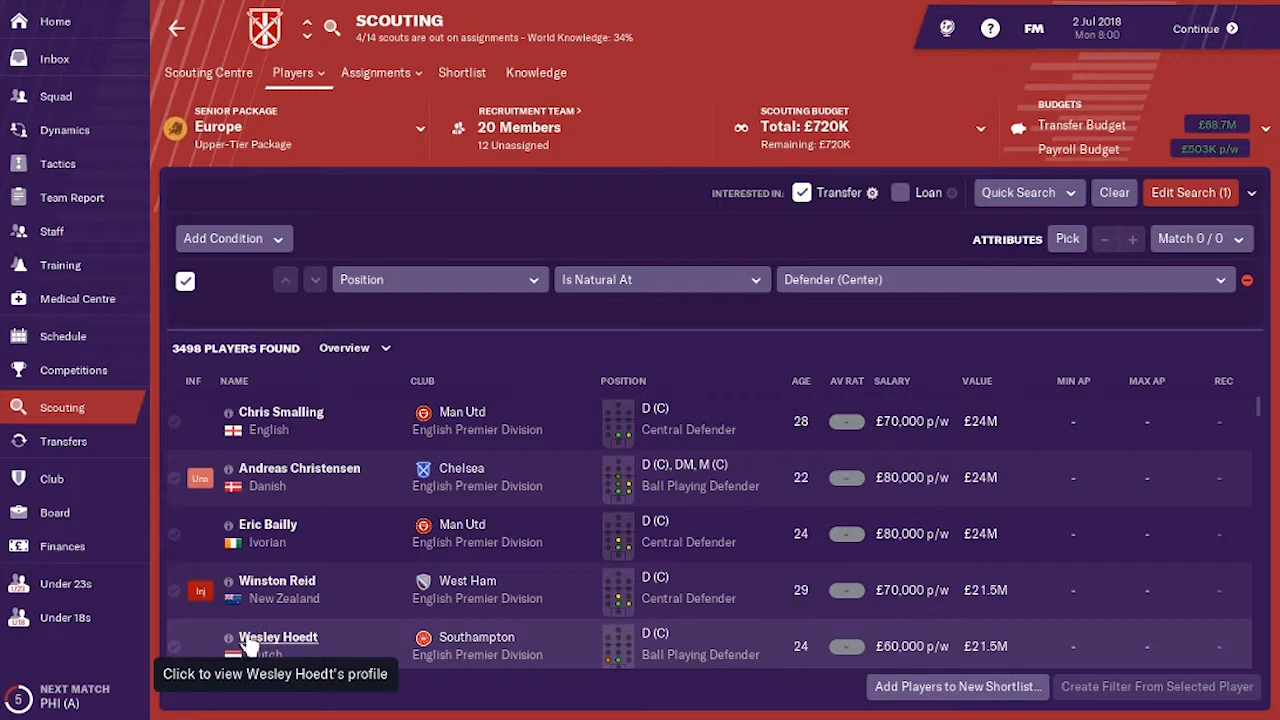 Home
Inbox
Squad
Dynamics
Tactics
Team Report
Staff
Training
Medical Centre
Schedule
Competitions
Scouting
Transfers
Club
Board
Finances
U23
Under 23s
U18
Under 18s
5
NEXT MATCH
PHI (A)
SCOUTING
4/14 scouts are out on assignments - World Knowledge: 34%
? FM
2 Jul 2018
Mon 8:00
Continue
Scouting Centre Players Assignments Shortlist Knowledge
SENIOR PACKAGE
Europe
Upper-Tier Package
RECRUITMENT TEAM >
20 Members
12 Unassigned
SCOUTING BUDGET
Total: £720K
Remaining: £720K
BUDGETS
Transfer Budget £68.7M
Payroll Budget £503K p/w
INTERESTED IN: Transfer Loan Quick Search Clear Edit Search (1)
Add Condition ATTRIBUTES Pick - + Match 0 / 0
Position Is Natural At Defender (Center)
3498 PLAYERS FOUND Overview
INF NAME CLUB POSITION AGE AV RAT SALARY VALUE MIN AP MAX AP REC
Chris Smalling Man Utd D (C) 28 - £70,000 p/w £24M - - -
English English Premier Division Central Defender
Una Andreas Christensen Chelsea D (C), DM, M (C) 22 - £80,000 p/w £24M - - -
Danish English Premier Division Ball Playing Defender
Eric Bailly Man Utd D (C) 24 - £80,000 p/w £24M - - -
Ivorian English Premier Division Central Defender
Inj Winston Reid West Ham D (C) 29 - £70,000 p/w £21.5M - - -
New Zealand English Premier Division Central Defender
Wesley Hoedt Southampton D (C) 24 - £60,000 p/w £21.5M - - -
English Premier Division Ball Playing Defender
Click to view Wesley Hoedt's profile
Add Players to New Shortlist... Create Filter From Selected Player